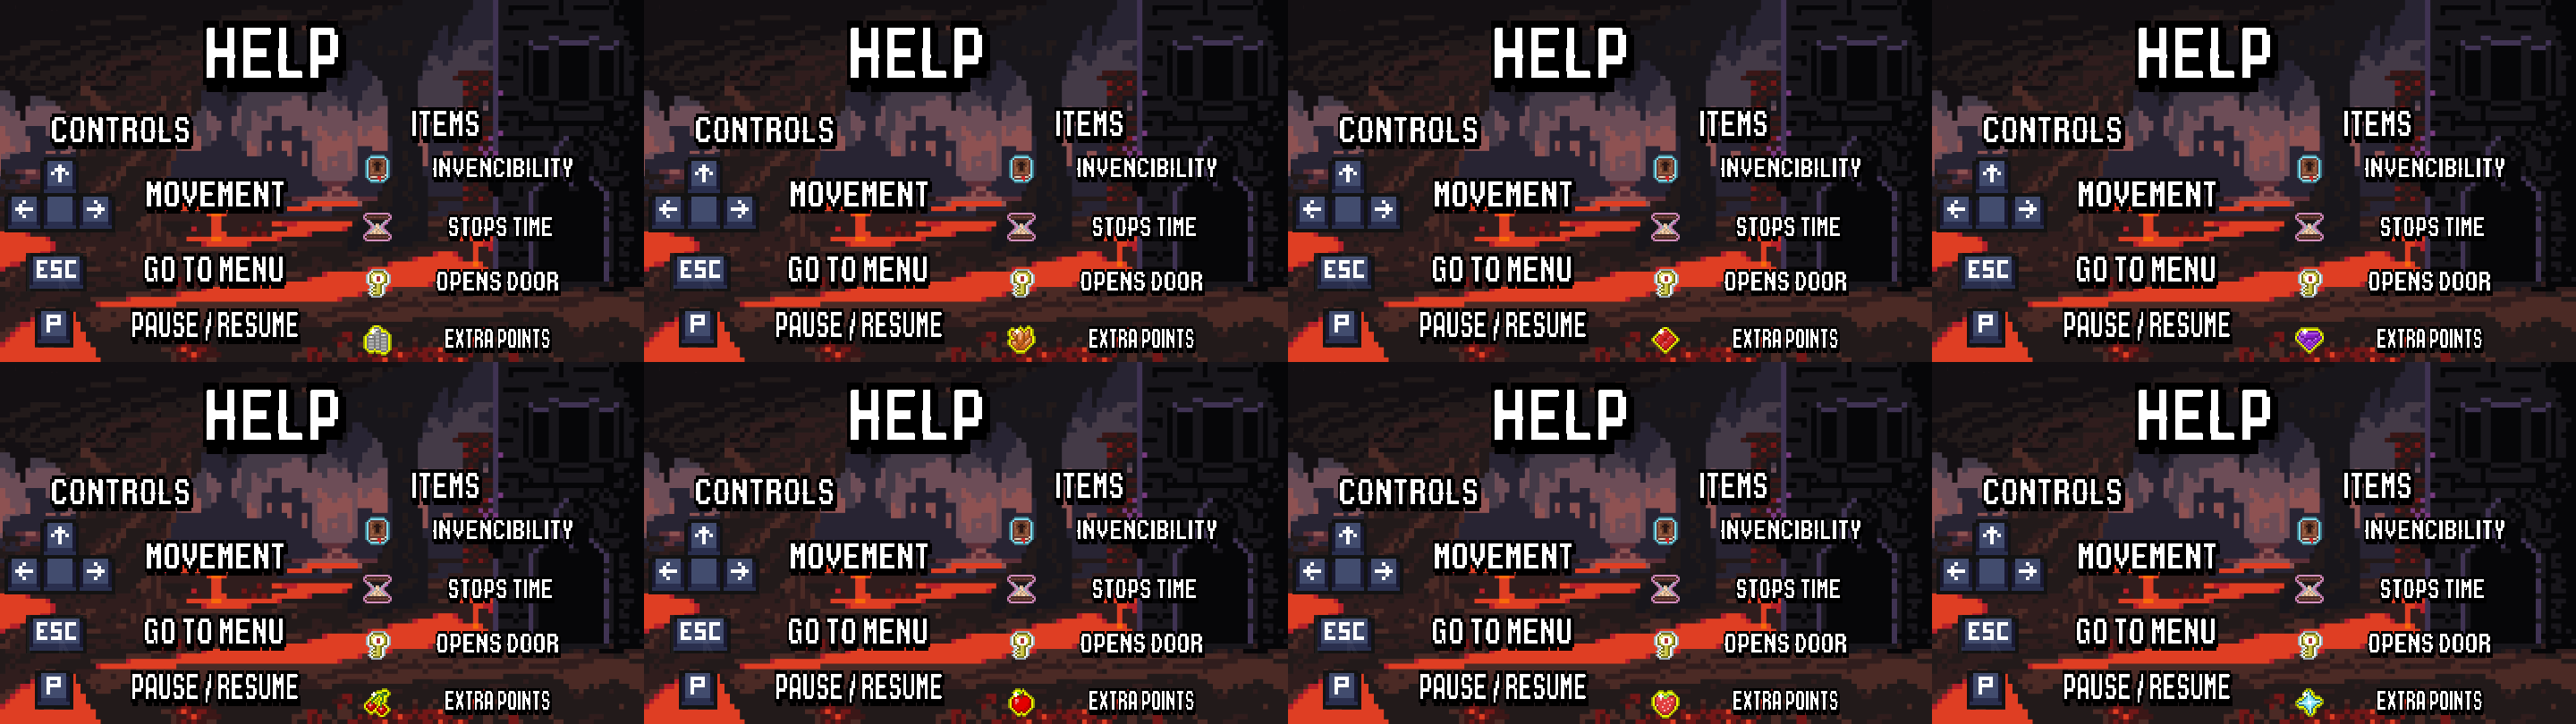 HELP
CONTROLS
ITEMS
INVENCIBILITY
MOVEMENT
STOPS TIME
ESC
GO TO MENU
OPENS DOOR
P
PAUSE / RESUME
EXTRA POINTS
HELP
CONTROLS
ITEMS
INVENCIBILITY
MOVEMENT
STOPS TIME
ESC
GO TO MENU
OPENS DOOR
P
PAUSE / RESUME
EXTRA POINTS
HELP
CONTROLS
ITEMS
INVENCIBILITY
MOVEMENT
STOPS TIME
ESC
GO TO MENU
OPENS DOOR
P
PAUSE / RESUME
EXTRA POINTS
HELP
CONTROLS
ITEMS
INVENCIBILITY
MOVEMENT
STOPS TIME
ESC
GO TO MENU
OPENS DOOR
P
PAUSE / RESUME
EXTRA POINTS
HELP
CONTROLS
ITEMS
INVENCIBILITY
MOVEMENT
STOPS TIME
ESC
GO TO MENU
OPENS DOOR
P
PAUSE / RESUME
EXTRA POINTS
HELP
CONTROLS
ITEMS
INVENCIBILITY
MOVEMENT
STOPS TIME
ESC
GO TO MENU
OPENS DOOR
P
PAUSE / RESUME
EXTRA POINTS
HELP
CONTROLS
ITEMS
INVENCIBILITY
MOVEMENT
STOPS TIME
ESC
GO TO MENU
OPENS DOOR
P
PAUSE / RESUME
EXTRA POINTS
HELP
CONTROLS
ITEMS
INVENCIBILITY
MOVEMENT
STOPS TIME
ESC
GO TO MENU
OPENS DOOR
P
PAUSE / RESUME
EXTRA POINTS